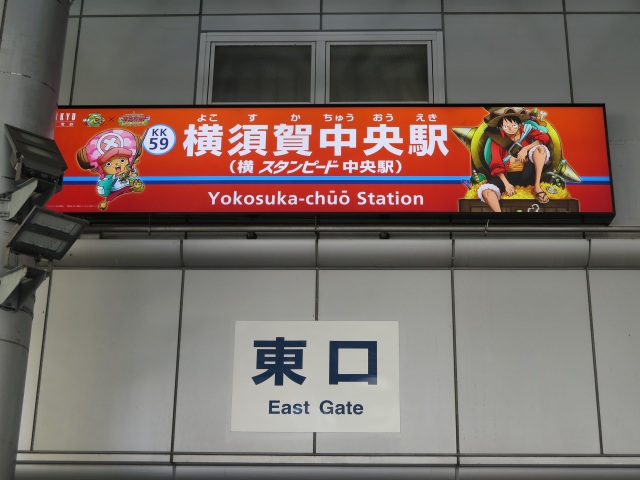 KK
59
よこ す か ちゅう おう えき
横須賀中央駅
(横 スタンピード 中央駅)
Yokosuka-chūō Station
東口
East Gate